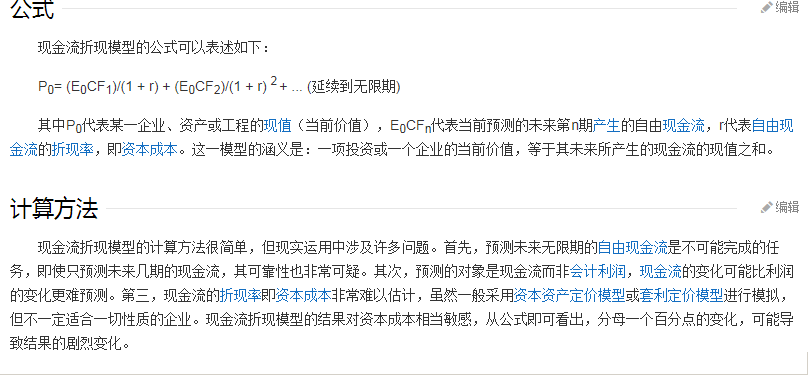 公式
编辑
现金流折现模型的公式可以表述如下：
P0= (E0CF1)/(1 + r) + (E0CF2)/(1 + r) 2 + ... (延续到无限期)
其中P0代表某一企业、资产或工程的现值（当前价值），E0CFn代表当前预测的未来第n期产生的自由现金流，r代表自由现
金流的折现率，即资本成本。这一模型的涵义是：一项投资或一个企业的当前价值，等于其未来所产生的现金流的现值之和。
计算方法
编辑
现金流折现模型的计算方法很简单，但现实运用中涉及许多问题。首先，预测未来无限期的自由现金流是不可能完成的任
务，即使只预测未来几期的现金流，其可靠性也非常可疑。其次，预测的对象是现金流而非会计利润，现金流的变化可能比利润
的变化更难预测。第三，现金流的折现率即资本成本非常难以估计，虽然一般采用资本资产定价模型或套利定价模型进行模拟，
但不一定适合一切性质的企业。现金流折现模型的结果对资本成本相当敏感，从公式即可看出，分母一个百分点的变化，可能导
致结果的剧烈变化。